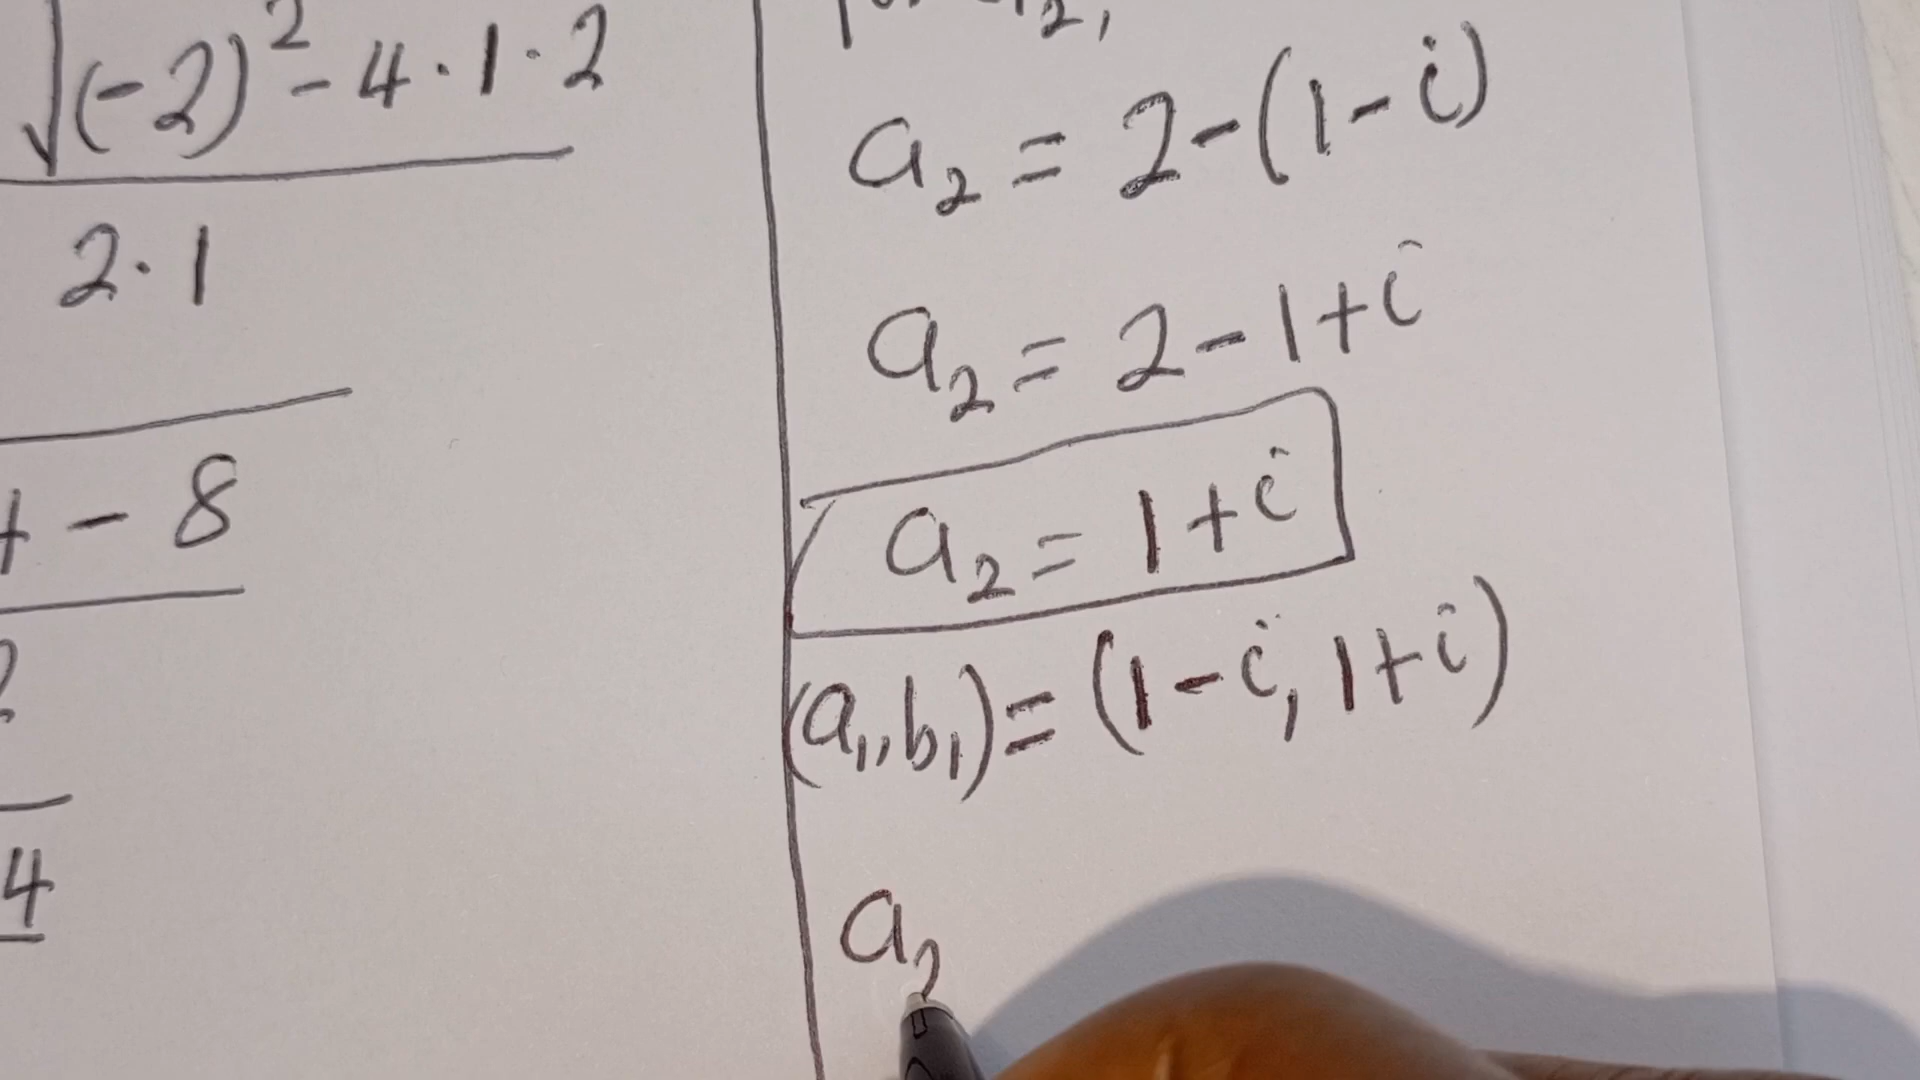 √(-2)² - 4 · 1 · 2
2 · 1
- 8
4
a₂ = 2 - (1 - i)
a₂ = 2 - 1 + i
a₂ = 1 + i
(a₁, b₁) = (1 - i, 1 + i)
a₂